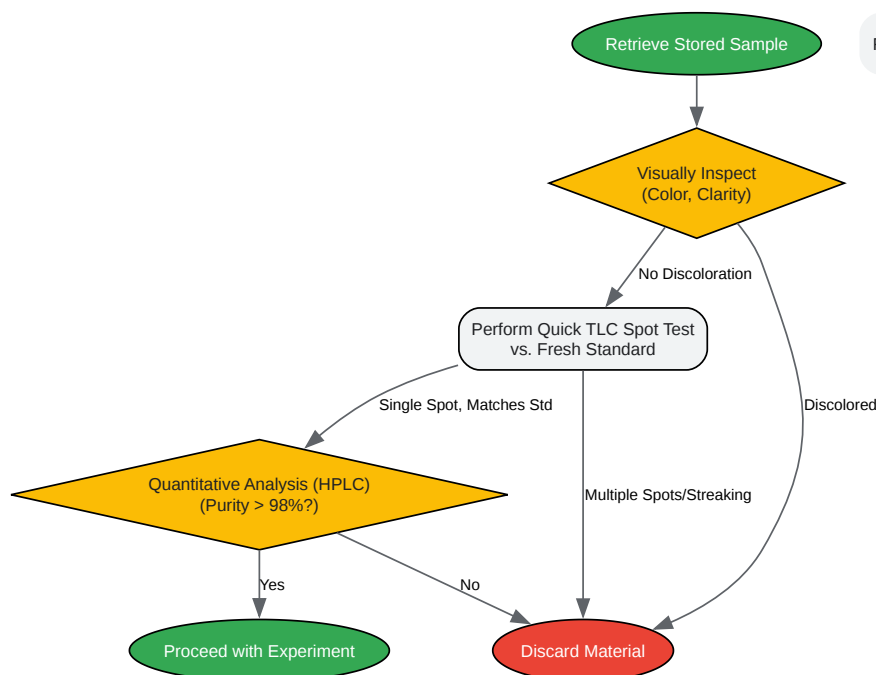 Retrieve Stored Sample
Visually Inspect
(Color, Clarity)
No Discoloration
Perform Quick TLC Spot Test
vs. Fresh Standard
Single Spot, Matches Std
Discolored
Quantitative Analysis (HPLC)
(Purity > 98%?)
Multiple Spots/Streaking
Yes
No
Proceed with Experiment
Discard Material